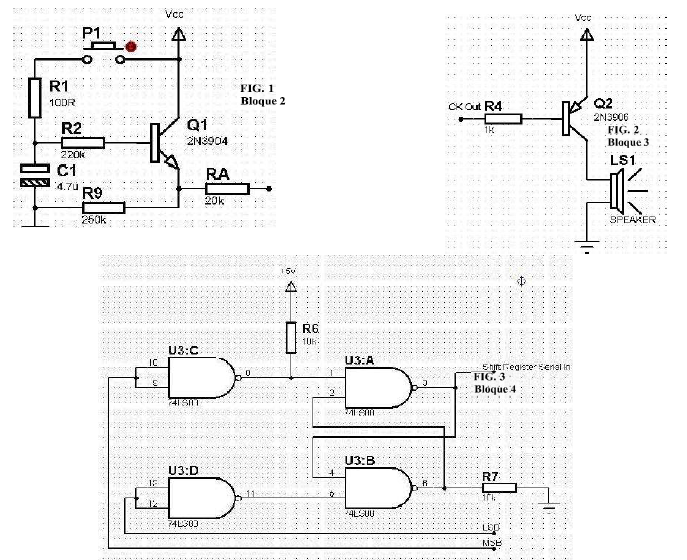 Vcc
P1
R1
100R
FIG. 1
Bloque 2
R2
220k
Q1
2N3904
C1
4.7u
R9
250k
RA
20k
Vcc
CK Out
R4
1k
Q2
2N3906
FIG. 2
Bloque 3
LS1
SPEAKER
+5v
R6
10k
U3:C
10
9
8
74LS00
U3:A
1
2
3
74LS00
Shift Register Serial In
FIG. 3
Bloque 4
U3:D
12
11
74LS00
U3:B
4
6
74LS00
R7
LSB
MSB